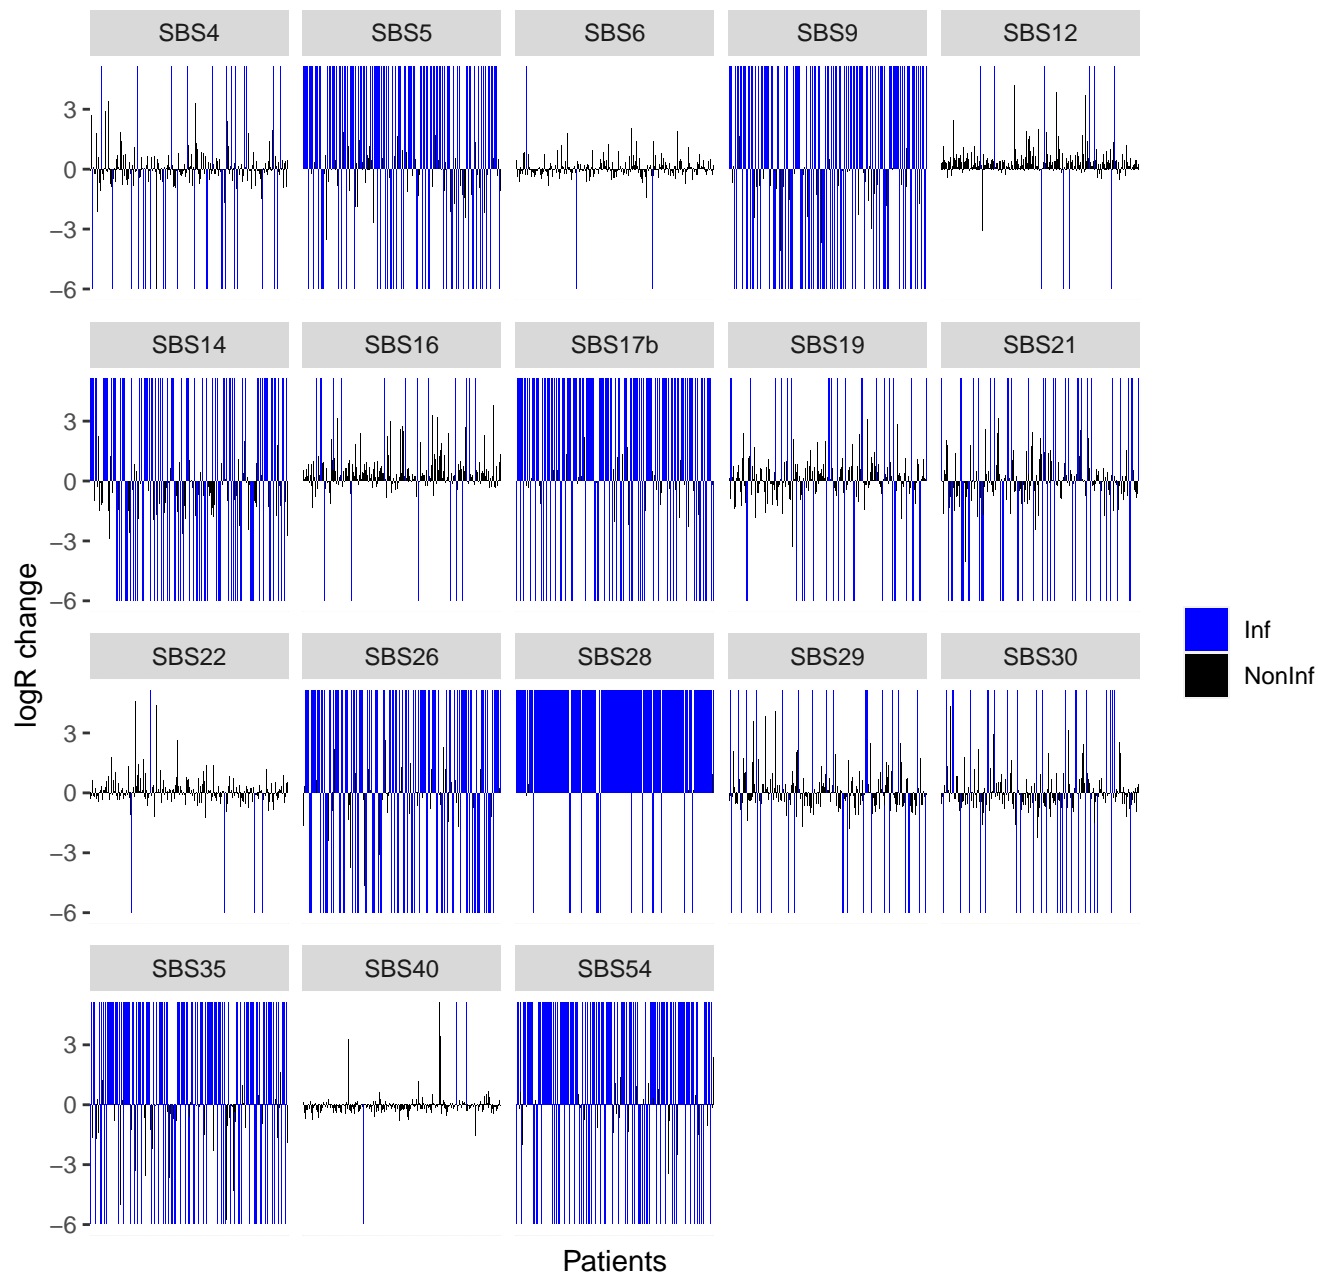 SBS4 SBS5 SBS6 SBS9 SBS12
3
0
−3
−6
SBS14 SBS16 SBS17b SBS19 SBS21
3
0
−3
−6
SBS22 SBS26 SBS28 SBS29 SBS30
3
0
−3
−6
SBS35 SBS40 SBS54
3
0
−3
−6
logR change
Patients
Inf
NonInf